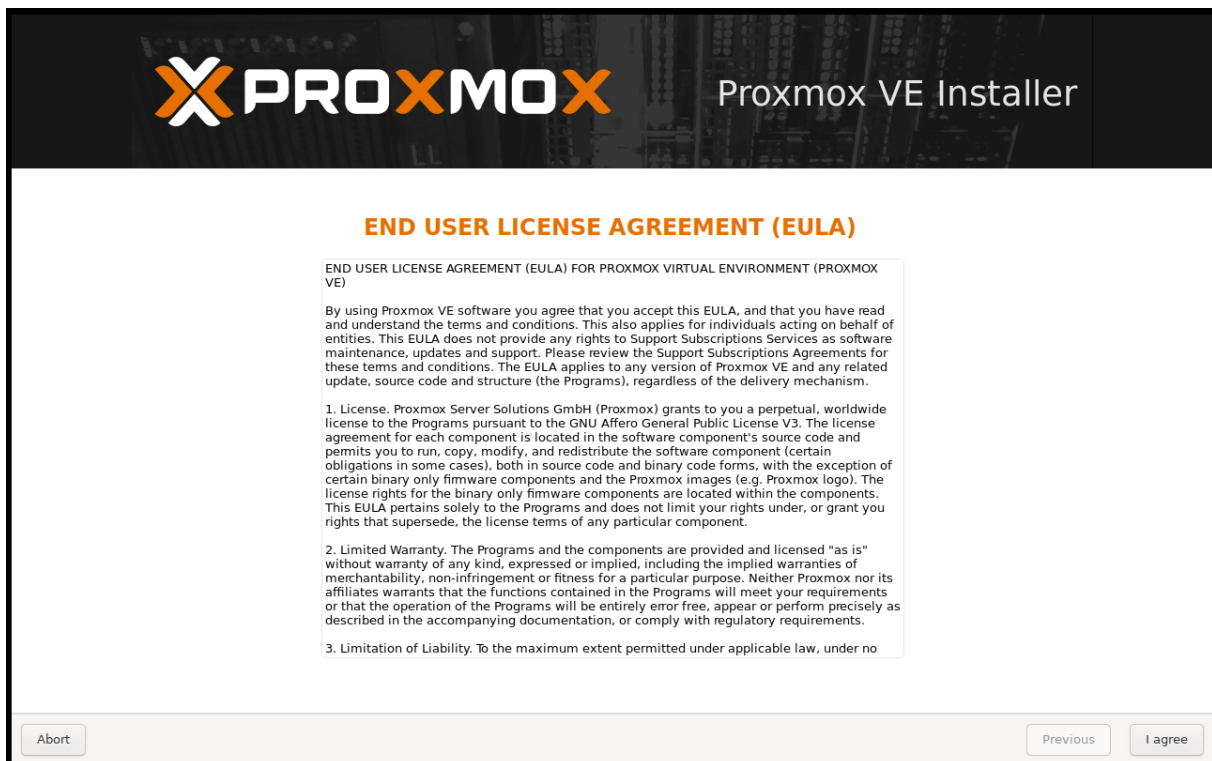 PROXMOX
Proxmox VE Installer
END USER LICENSE AGREEMENT (EULA)
END USER LICENSE AGREEMENT (EULA) FOR PROXMOX VIRTUAL ENVIRONMENT (PROXMOX
VE)
By using Proxmox VE software you agree that you accept this EULA, and that you have read
and understand the terms and conditions. This also applies for individuals acting on behalf of
entities. This EULA does not provide any rights to Support Subscriptions Services as software
maintenance, updates and support. Please review the Support Subscriptions Agreements for
these terms and conditions. The EULA applies to any version of Proxmox VE and any related
update, source code and structure (the Programs), regardless of the delivery mechanism.
1. License. Proxmox Server Solutions GmbH (Proxmox) grants to you a perpetual, worldwide
license to the Programs pursuant to the GNU Affero General Public License V3. The license
agreement for each component is located in the software component's source code and
permits you to run, copy, modify, and redistribute the software component (certain
obligations in some cases), both in source code and binary code forms, with the exception of
certain binary only firmware components and the Proxmox images (e.g. Proxmox logo). The
license rights for the binary only firmware components are located within the components.
This EULA pertains solely to the Programs and does not limit your rights under, or grant you
rights that supersede, the license terms of any particular component.
2. Limited Warranty. The Programs and the components are provided and licensed "as is"
without warranty of any kind, expressed or implied, including the implied warranties of
merchantability, non-infringement or fitness for a particular purpose. Neither Proxmox nor its
affiliates warrants that the functions contained in the Programs will meet your requirements
or that the operation of the Programs will be entirely error free, appear or perform precisely as
described in the accompanying documentation, or comply with regulatory requirements.
3. Limitation of Liability. To the maximum extent permitted under applicable law, under no
Abort
Previous
I agree